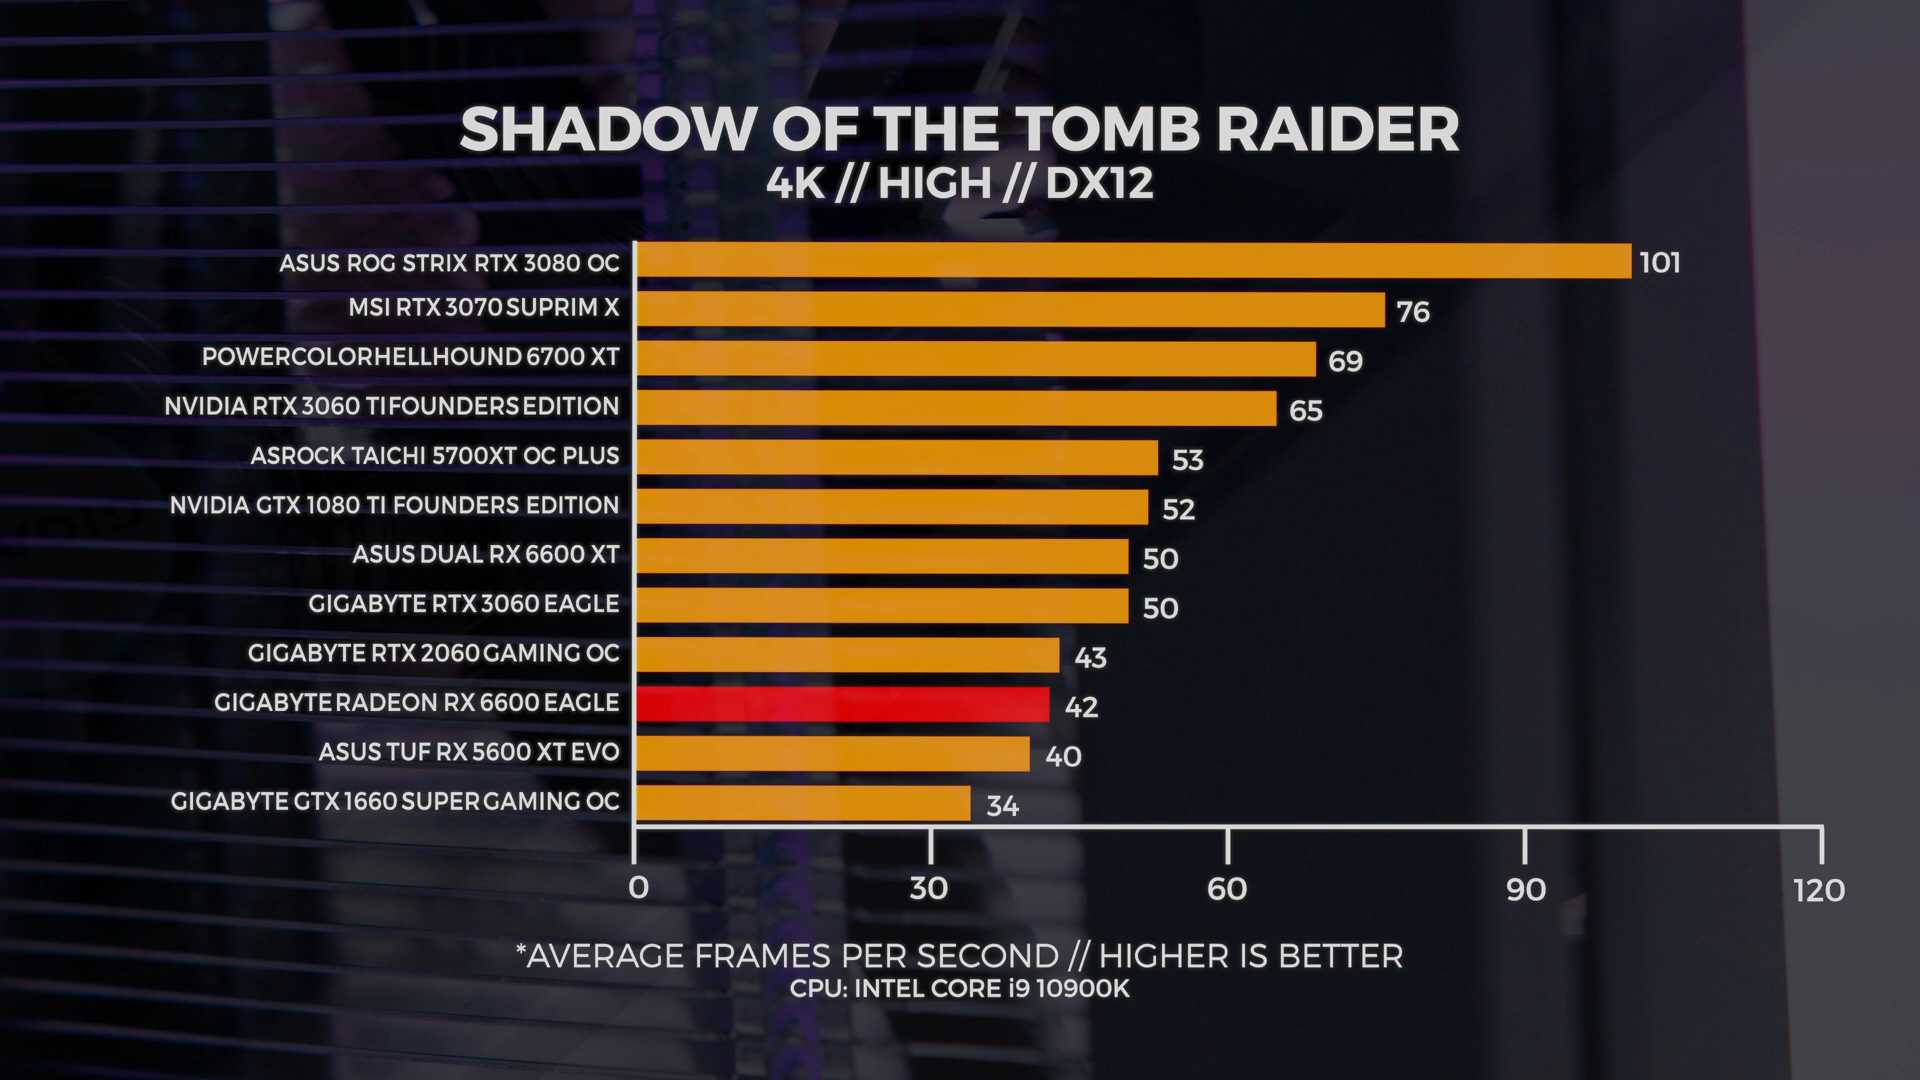 SHADOW OF THE TOMB RAIDER
4K // HIGH // DX12
ASUS ROG STRIX RTX 3080 OC 101
MSI RTX 3070 SUPRIM X 76
POWERCOLORHELLHOUND 6700 XT 69
NVIDIA RTX 3060 TI FOUNDERS EDITION 65
ASROCK TAICHI 5700XT OC PLUS 53
NVIDIA GTX 1080 TI FOUNDERS EDITION 52
ASUS DUAL RX 6600 XT 50
GIGABYTE RTX 3060 EAGLE 50
GIGABYTE RTX 2060 GAMING OC 43
GIGABYTE RADEON RX 6600 EAGLE 42
ASUS TUF RX 5600 XT EVO 40
GIGABYTE GTX 1660 SUPER GAMING OC 34
0 30 60 90 120
*AVERAGE FRAMES PER SECOND // HIGHER IS BETTER
CPU: INTEL CORE i9 10900K